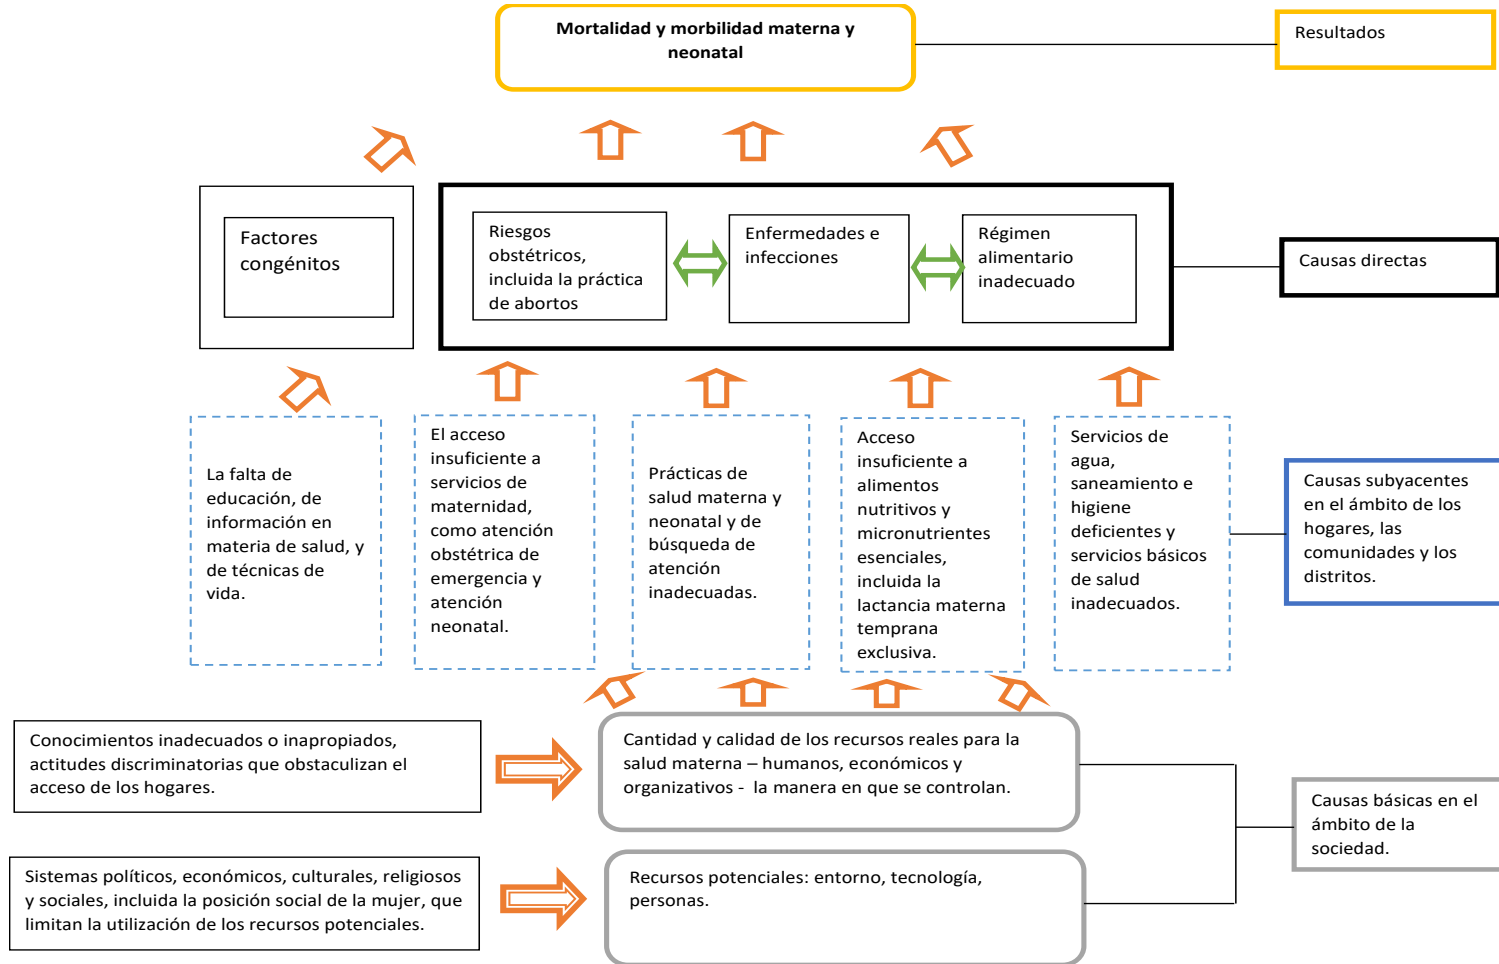 Mortalidad y morbilidad materna y
neonatal
Resultados
Factores
congénitos
Riesgos
obstétricos,
incluida la práctica
de abortos
Enfermedades e
infecciones
Régimen
alimentario
inadecuado
Causas directas
La falta de
educación, de
información en
materia de salud, y
de técnicas de
vida.
El acceso
insuficiente a
servicios de
maternidad,
como atención
obstétrica de
emergencia y
atención
neonatal.
Prácticas de
salud materna y
neonatal y de
búsqueda de
atención
inadecuadas.
Acceso
insuficiente a
alimentos
nutritivos y
micronutrientes
esenciales,
incluida la
lactancia materna
temprana
exclusiva.
Servicios de
agua,
saneamiento e
higiene
deficientes y
servicios básicos
de salud
inadecuados.
Causas subyacentes
en el ámbito de los
hogares, las
comunidades y los
distritos.
Conocimientos inadecuados o inapropiados,
actitudes discriminatorias que obstaculizan el
acceso de los hogares.
Cantidad y calidad de los recursos reales para la
salud materna – humanos, económicos y
organizativos - la manera en que se controlan.
Causas básicas en el
ámbito de la
sociedad.
Sistemas políticos, económicos, culturales, religiosos
y sociales, incluida la posición social de la mujer, que
limitan la utilización de los recursos potenciales.
Recursos potenciales: entorno, tecnología,
personas.